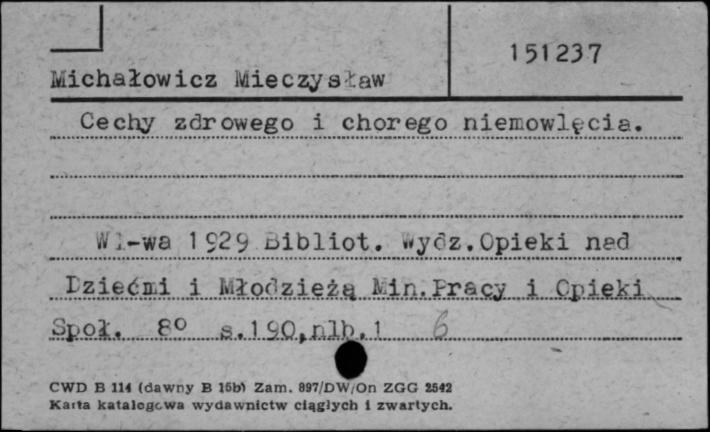 151237
Michałowicz Mieczysław
Cechy zdrowego i chorego niemowlęcia.
W1-wa 1929 Bibliot. Wydz.Opieki nad
Dziećmi i Młodzieżą Min.Pracy i Opieki
Społ. 8º s.190,nlb.1 6
CWD B 114 (dawny B 15b) Zam. 897/DW/On ZGG 2542
Karta katalogowa wydawnictw ciągłych i zwartych.